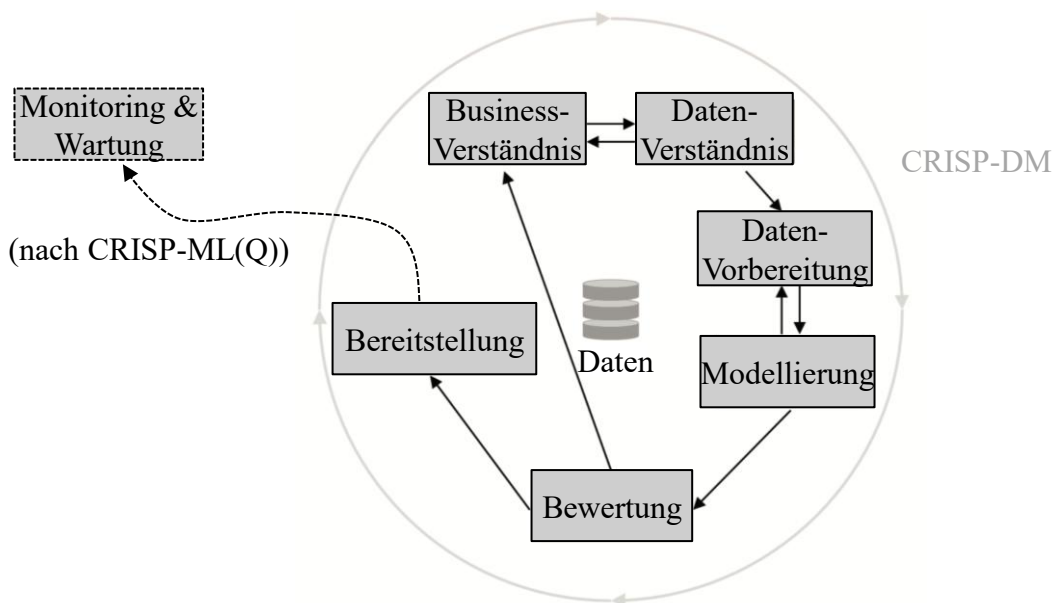 Monitoring &
Wartung
(nach CRISP-ML(Q))
Business-
Verständnis
Daten-
Verständnis
CRISP-DM
Daten-
Vorbereitung
Daten
Bereitstellung
Modellierung
Bewertung